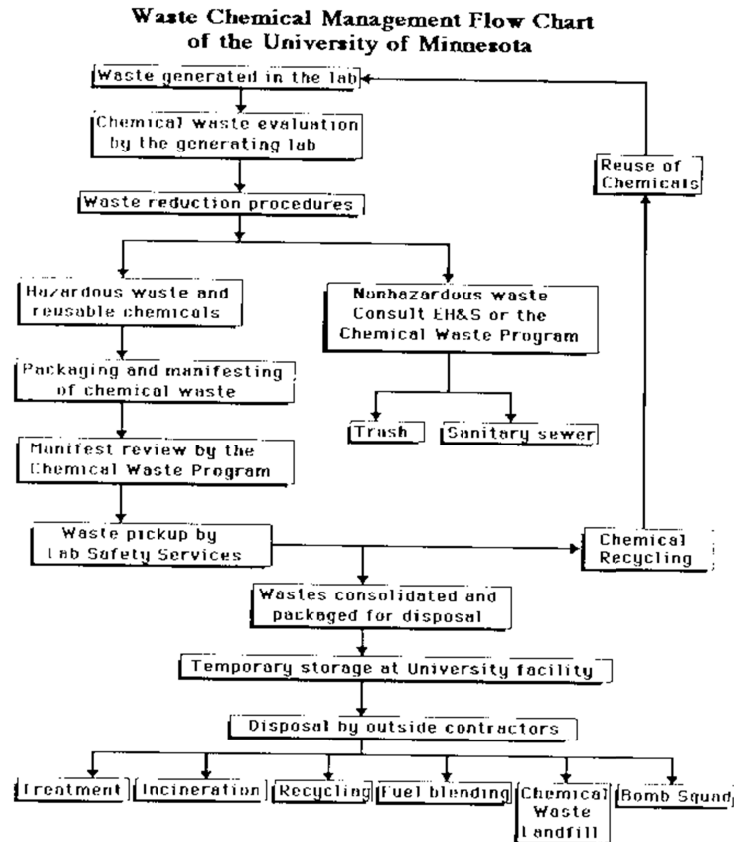 Waste Chemical Management Flow Chart
of the University of Minnesota
Waste generated in the lab
Chemical waste evaluation
by the generating lab
Reuse of
Chemicals
Waste reduction procedures
Hazardous waste and
reusable chemicals
Nonhazardous waste
Consult EH&S or the
Chemical Waste Program
Packaging and manifesting
of chemical waste
Trash
Sanitary sewer
Manifest review by the
Chemical Waste Program
Waste pickup by
Lab Safety Services
Chemical
Recycling
Wastes consolidated and
packaged for disposal
Temporary storage at University facility
Disposal by outside contractors
Treatment
Incineration
Recycling
Fuel blending
Chemical
Waste
Landfill
Bomb Squad